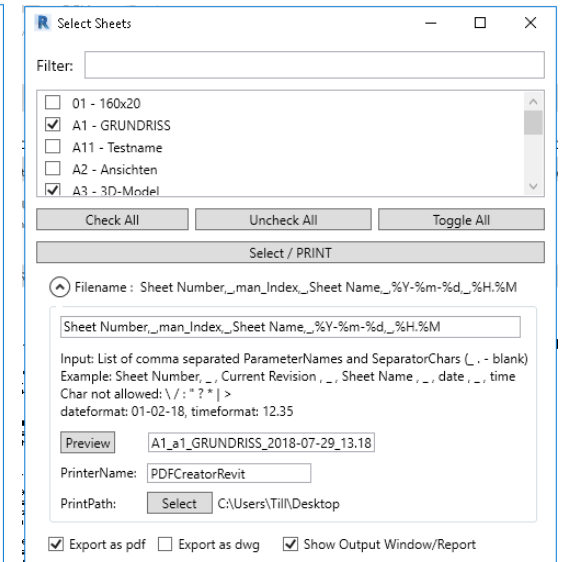 Select Sheets
Filter:
01 - 160x20
A1 - GRUNDRISS
A11 - Testname
A2 - Ansichten
A3 - 3D-Model
Check All Uncheck All Toggle All
Select / PRINT
Filename : Sheet Number,_,man_Index,_,Sheet Name,_,%Y-%m-%d,_,%H.%M
Sheet Number,_,man_Index,_,Sheet Name,_,%Y-%m-%d,_,%H.%M
Input: List of comma separated ParameterNames and SeparatorChars (_ , - blank)
Example: Sheet Number, _ , Current Revision , _ , Sheet Name , _ , date , _ , time
Char not allowed: \ / : " ? * | >
dateformat: 01-02-18, timeformat: 12.35
Preview A1_a1_GRUNDRISS_2018-07-29_13.18
PrinterName: PDFCreatorRevit
PrintPath: Select C:\Users\Till\Desktop
Export as pdf Export as dwg Show Output Window/Report